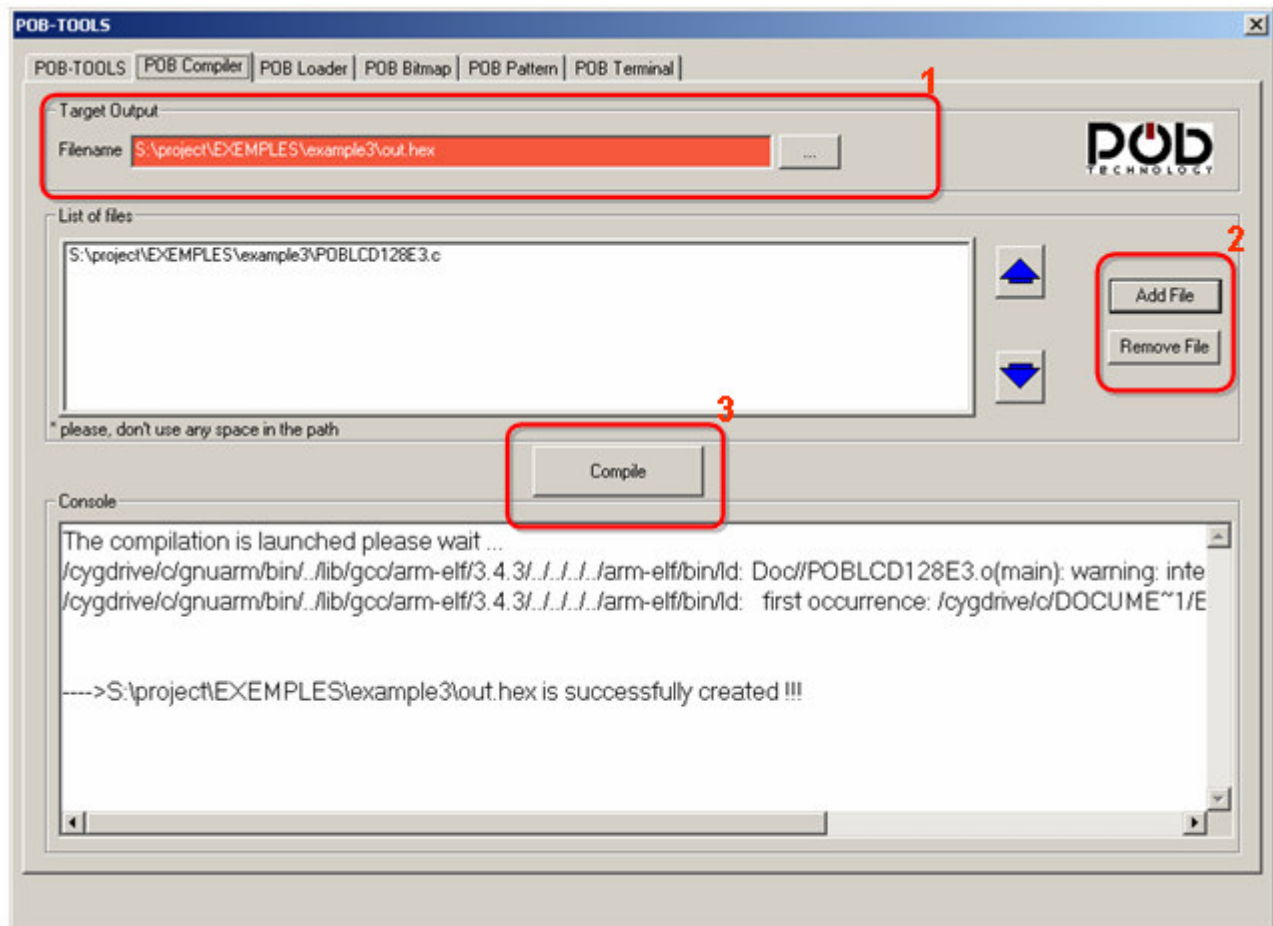 POB-TOOLS
POB-TOOLS POB Compiler POB Loader POB Bitmap POB Pattern POB Terminal
1
Target Output
Filename S:\project\EXEMPLES\example3\out.hex ...
POB
TECHNOLOGY
List of files
S:\project\EXEMPLES\example3\POBLCD128E3.c
2
Add File
Remove File
* please, don't use any space in the path
3
Compile
Console
The compilation is launched please wait ...
/cygdrive/c/gnuarm/bin/../lib/gcc/arm-elf/3.4.3/../../../../arm-elf/bin/ld: Doc//POBLCD128E3.o(main): warning: inte
/cygdrive/c/gnuarm/bin/../lib/gcc/arm-elf/3.4.3/../../../../arm-elf/bin/ld: first occurrence: /cygdrive/c/DOCUME~1/E
---->S:\project\EXEMPLES\example3\out.hex is successfully created !!!